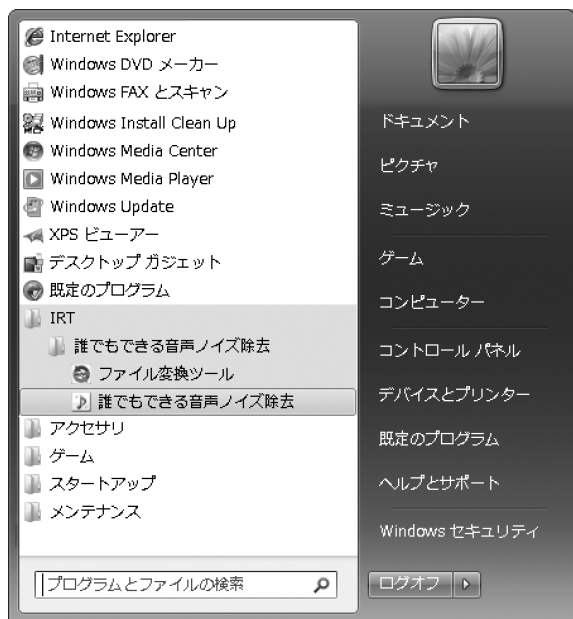 Internet Explorer
Windows DVD メーカー
Windows FAX とスキャン
Windows Install Clean Up
Windows Media Center
Windows Media Player
Windows Update
XPS ビューアー
デスクトップ ガジェット
既定のプログラム
IRT
誰でもできる音声ノイズ除去
ファイル変換ツール
誰でもできる音声ノイズ除去
アクセサリ
ゲーム
スタートアップ
メンテナンス
プログラムとファイルの検索
ドキュメント
ピクチャ
ミュージック
ゲーム
コンピューター
コントロール パネル
デバイスとプリンター
既定のプログラム
ヘルプとサポート
Windows セキュリティ
ログオフ